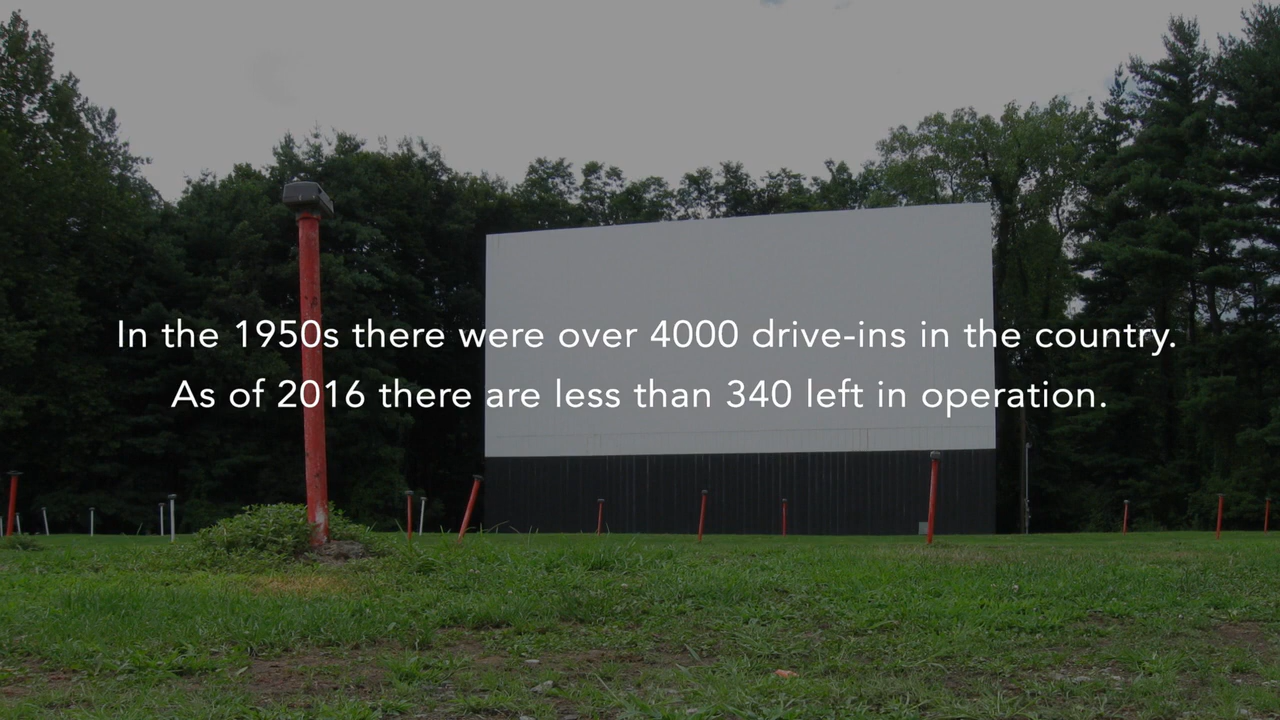 In the 1950s there were over 4000 drive-ins in the country.
As of 2016 there are less than 340 left in operation.